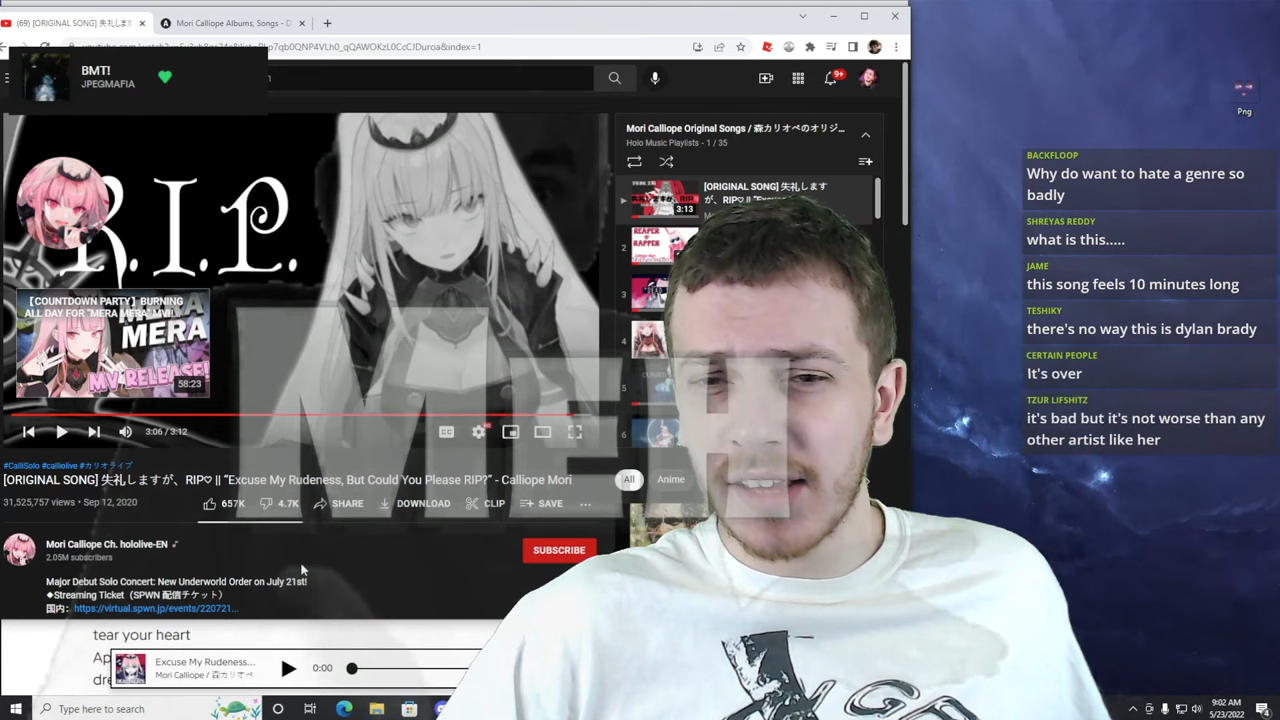 (69) [ORIGINAL SONG] 失礼しま
Mori Calliope Albums, Songs - D
BMT!
JPEGMAFIA
9+
Png
R.I.P.
【COUNTDOWN PARTY】BURNING
ALL DAY FOR "MERA MERA" MV!!
MERA
MV RELEASE!
58:23
3:06 / 3:12
Mori Calliope Original Songs / 森カリオペのオリジ...
Holo Music Playlists - 1 / 35
[ORIGINAL SONG] 失礼します
が、RIP♡ || "Excu
3:13
2
REAPER
RAPPER
3
DEAD
4
5
6
MEH
#CalliSolo #calliolive #カリオライブ
[ORIGINAL SONG] 失礼しますが、RIP♡ || "Excuse My Rudeness, But Could You Please RIP?" - Calliope Mori
31,525,757 views • Sep 12, 2020
657K
4.7K
SHARE
DOWNLOAD
CLIP
SAVE
All
Anime
Mori Calliope Ch. hololive-EN
2.05M subscribers
SUBSCRIBE
Major Debut Solo Concert: New Underworld Order on July 21st!
◆Streaming Ticket（SPWN 配信チケット）
国内： https://virtual.spwn.jp/events/220721...
tear your heart
Excuse My Rudeness...
Mori Calliope / 森カリオペ
0:00
Type here to search
9:02 AM
5/23/2022
4
BACKFLOOP
Why do want to hate a genre so
badly
SHREYAS REDDY
what is this.....
JAME
this song feels 10 minutes long
TESHIKY
there's no way this is dylan brady
CERTAIN PEOPLE
It's over
TZUR LIFSHITZ
it's bad but it's not worse than any
other artist like her